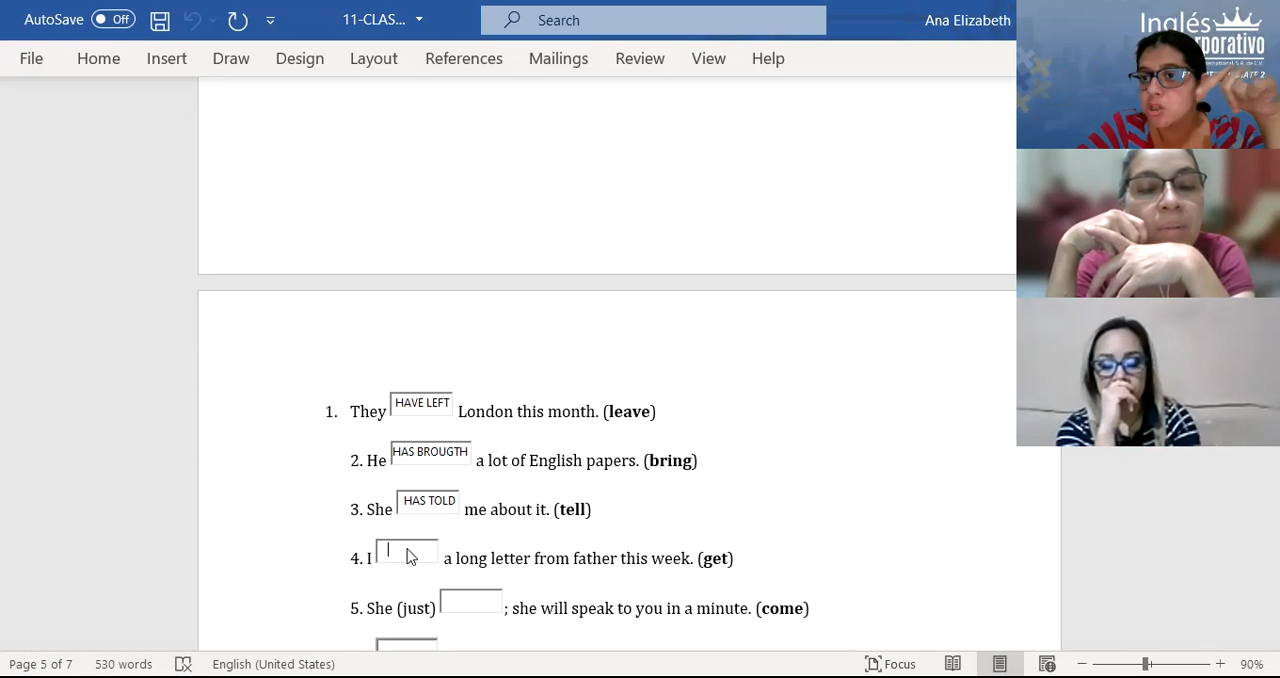 AutoSave Off 11-CLAS... Search Ana Elizabeth
File Home Insert Draw Design Layout References Mailings Review View Help
Inglés
1. They HAVE LEFT London this month. (leave)
2. He HAS BROUGTH a lot of English papers. (bring)
3. She HAS TOLD me about it. (tell)
4. I a long letter from father this week. (get)
5. She (just) ; she will speak to you in a minute. (come)
Page 5 of 7 530 words English (United States) Focus 90%